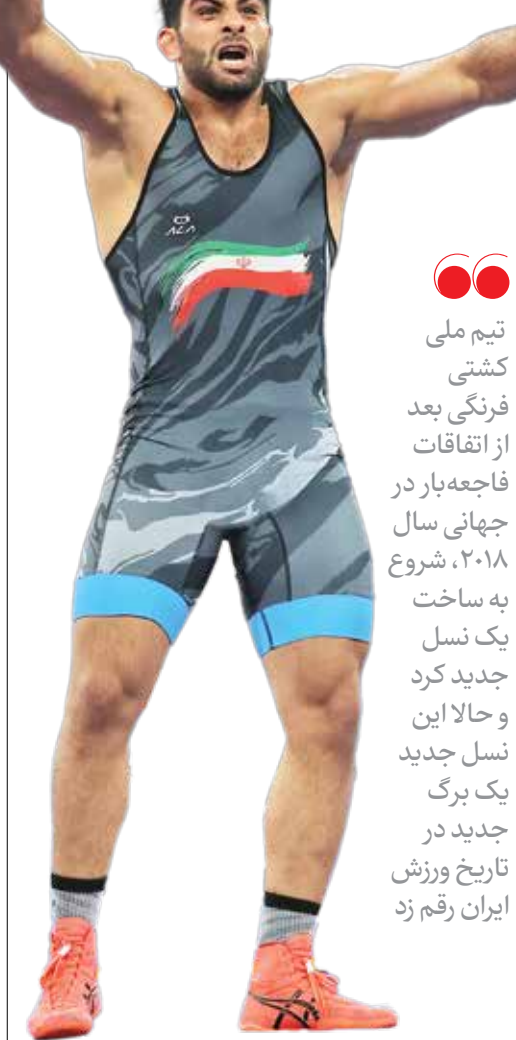 ALA
تیم ملی
کشتی
فرنگی بعد
از اتفاقات
فاجعه‌بار در
جهانی سال
۲۰۱۸، شروع
به ساخت
یک نسل
جدید کرد
و حالا این
نسل جدید
یک برگ
جدید در
تاریخ ورزش
ایران رقم زد